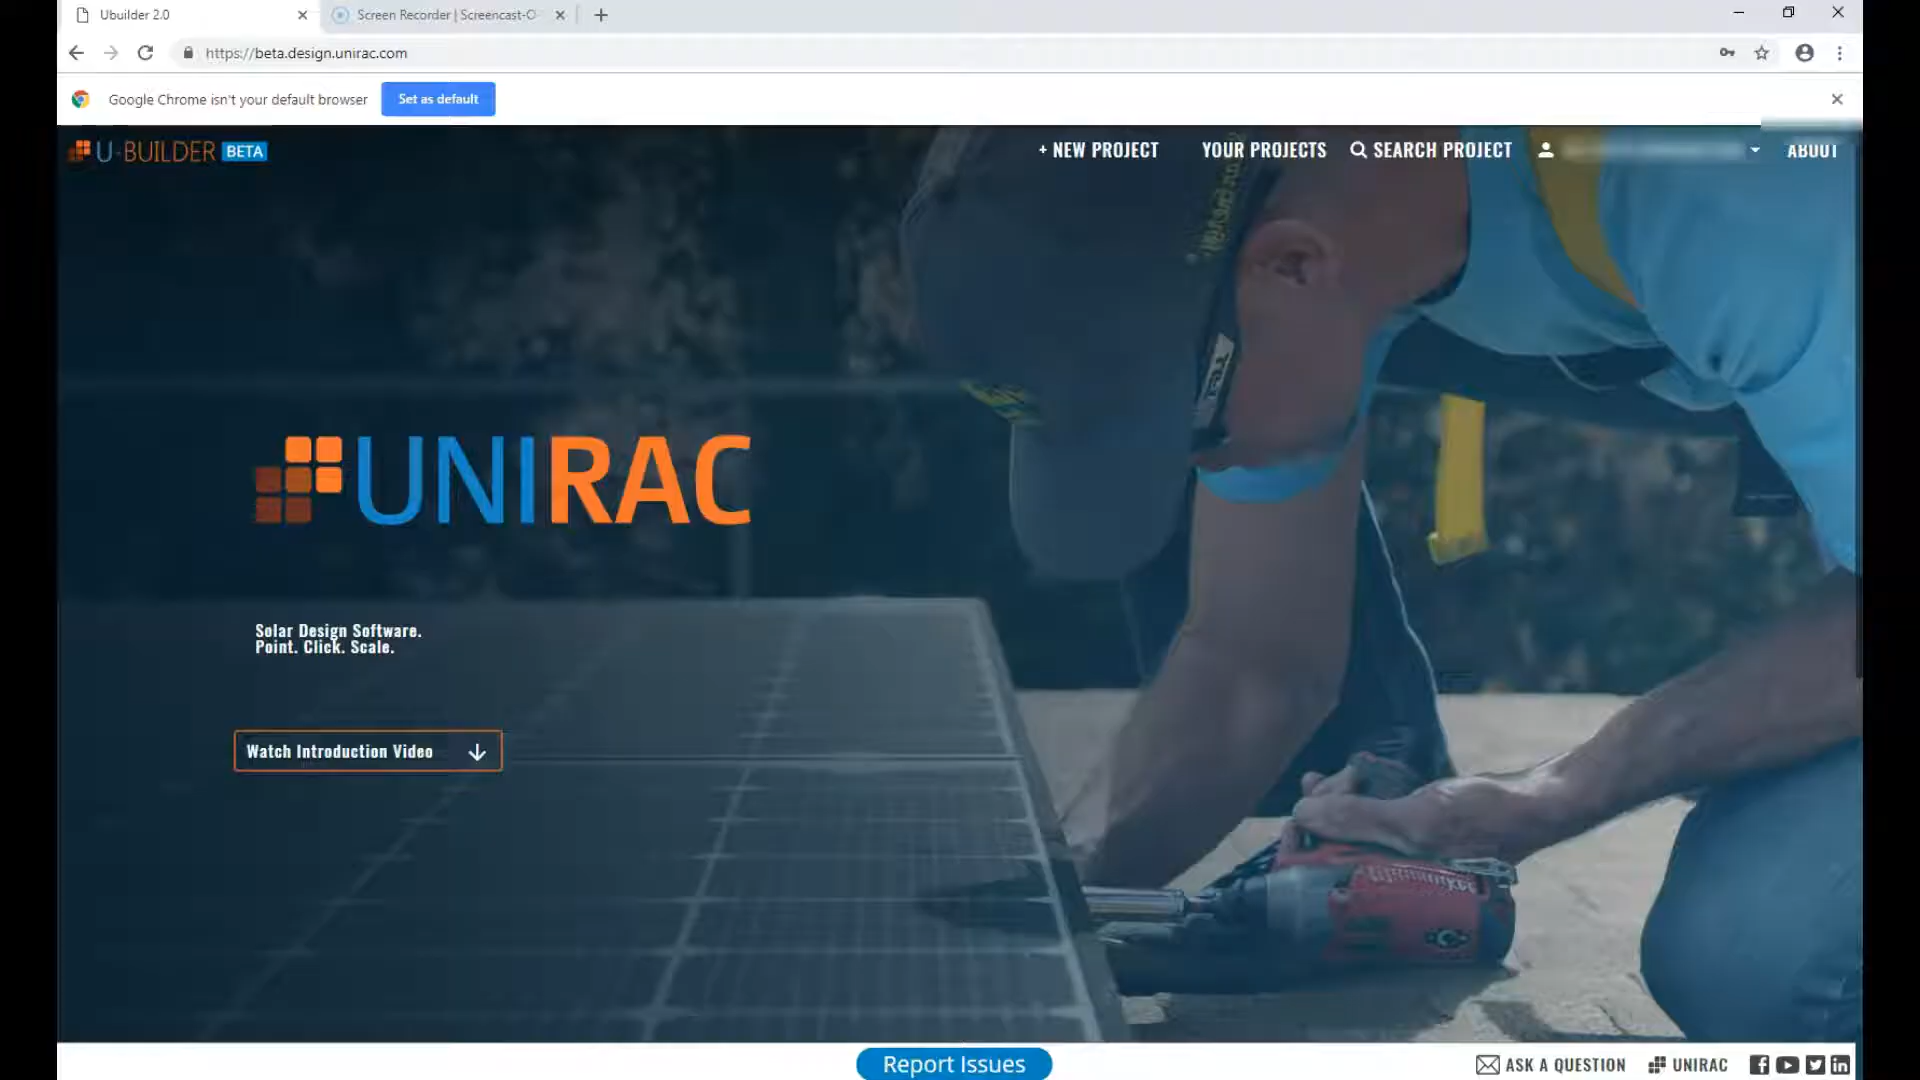 Ubuilder 2.0
Screen Recorder | Screencast-O
https://beta.design.unirac.com
Google Chrome isn't your default browser
Set as default
U-BUILDER BETA
+ NEW PROJECT
YOUR PROJECTS
SEARCH PROJECT
ABOUT
UNIRAC
Solar Design Software.
Point. Click. Scale.
Watch Introduction Video
Milwaukee
Report Issues
ASK A QUESTION
UNIRAC